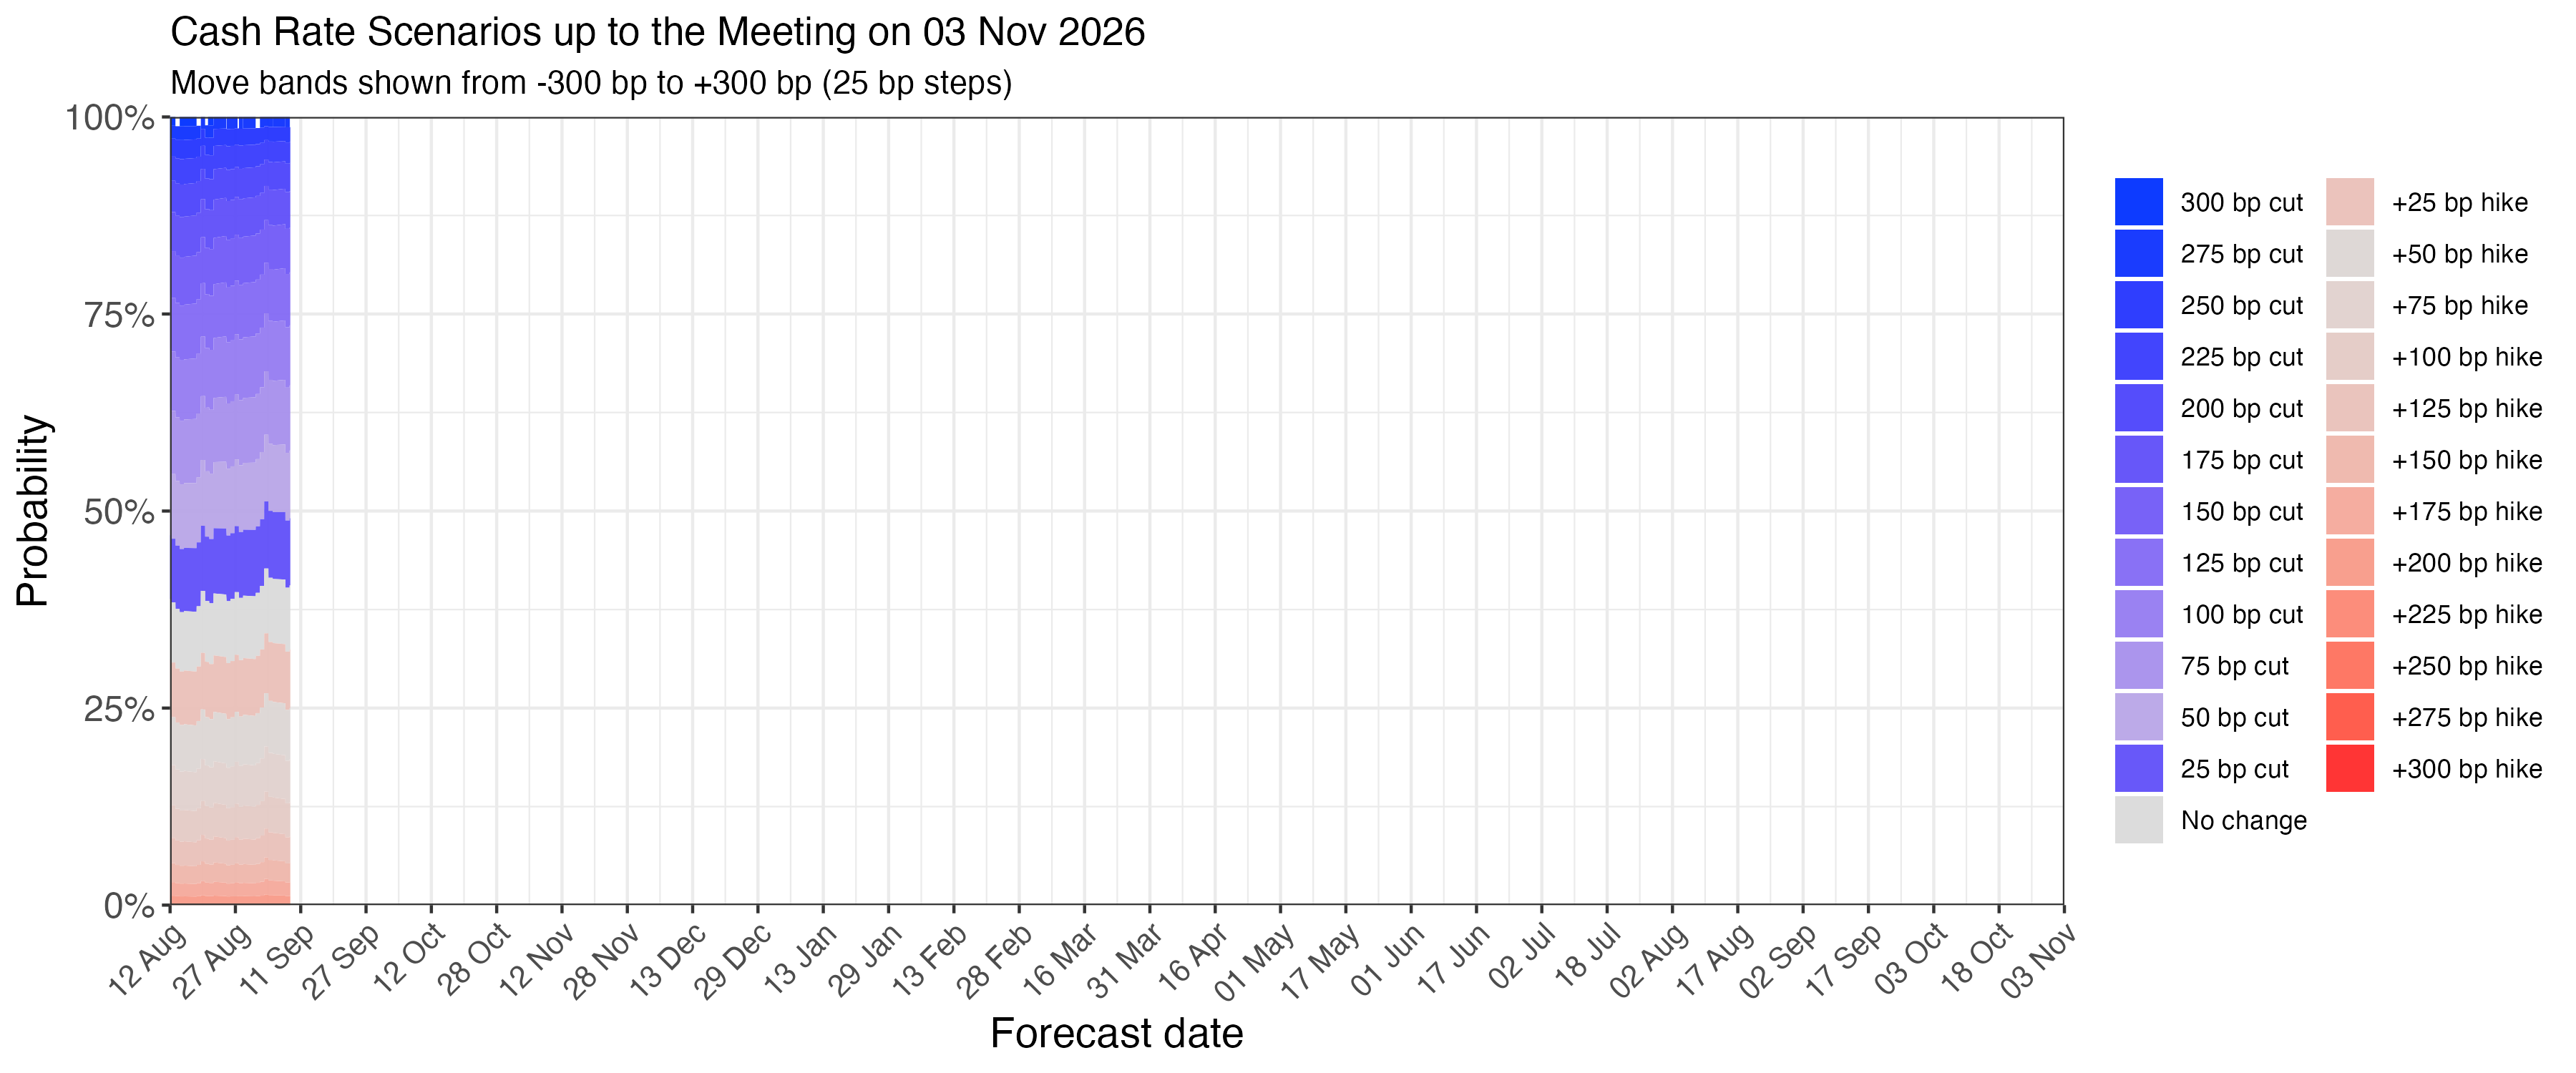 Cash Rate Scenarios up to the Meeting on 03 Nov 2026
Move bands shown from -300 bp to +300 bp (25 bp steps)
Probability
100%
75%
50%
25%
0%
12 Aug
27 Aug
11 Sep
27 Sep
12 Oct
28 Oct
12 Nov
28 Nov
13 Dec
29 Dec
13 Jan
29 Jan
13 Feb
28 Feb
16 Mar
31 Mar
16 Apr
01 May
17 May
01 Jun
17 Jun
02 Jul
18 Jul
02 Aug
17 Aug
02 Sep
17 Sep
03 Oct
18 Oct
03 Nov
Forecast date
300 bp cut
275 bp cut
250 bp cut
225 bp cut
200 bp cut
175 bp cut
150 bp cut
125 bp cut
100 bp cut
75 bp cut
50 bp cut
25 bp cut
No change
+25 bp hike
+50 bp hike
+75 bp hike
+100 bp hike
+125 bp hike
+150 bp hike
+175 bp hike
+200 bp hike
+225 bp hike
+250 bp hike
+275 bp hike
+300 bp hike